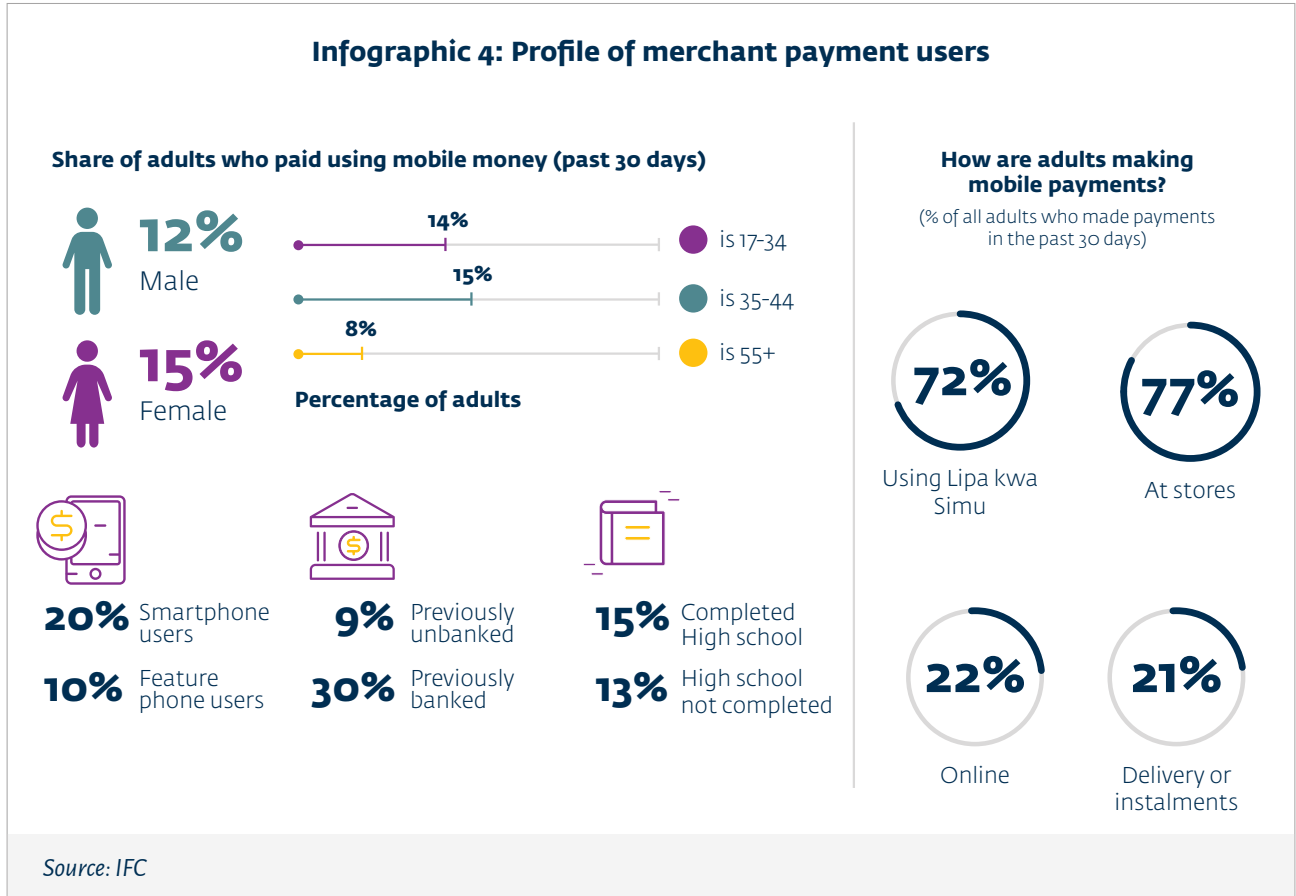 Infographic 4: Profile of merchant payment users
Share of adults who paid using mobile money (past 30 days)
12%
Male
15%
Female
14%
is 17-34
15%
is 35-44
8%
is 55+
Percentage of adults
20% Smartphone
users
10% Feature
phone users
9% Previously
unbanked
30% Previously
banked
15% Completed
High school
13% High school
not completed
How are adults making
mobile payments?
(% of all adults who made payments
in the past 30 days)
72%
Using Lipa kwa
Simu
77%
At stores
22%
Online
21%
Delivery or
instalments
Source: IFC